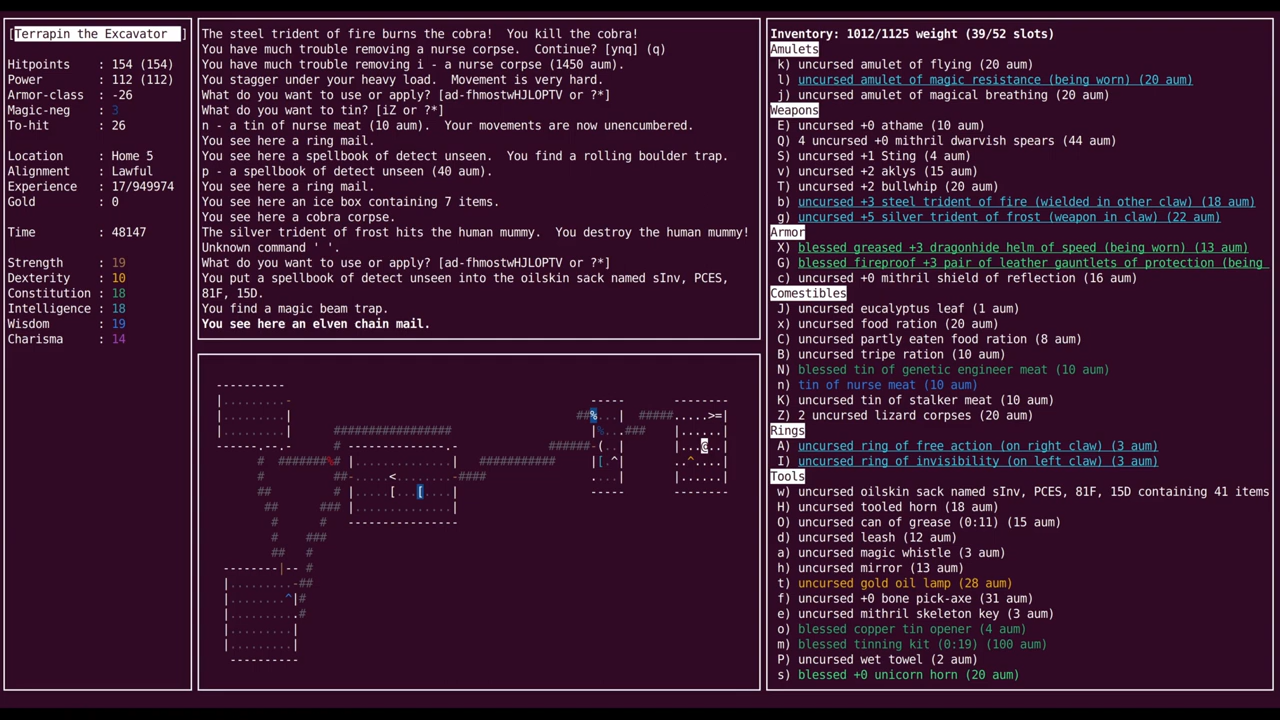 [Terrapin the Excavator ]
Hitpoints : 154 (154)
Power : 112 (112)
Armor-class : -26
Magic-neg : 3
To-hit : 26
Location : Home 5
Alignment : Lawful
Experience : 17/949974
Gold : 0
Time : 48147
Strength : 19
Dexterity : 10
Constitution : 18
Intelligence : 18
Wisdom : 19
Charisma : 14
The steel trident of fire burns the cobra!  You kill the cobra!
You have much trouble removing a nurse corpse.  Continue? [ynq] (q)
You have much trouble removing i - a nurse corpse (1450 aum).
You stagger under your heavy load.  Movement is very hard.
What do you want to use or apply? [ad-fhmostwHJLOPTV or ?*]
What do you want to tin? [iZ or ?*]
n - a tin of nurse meat (10 aum).  Your movements are now unencumbered.
You see here a ring mail.
You see here a spellbook of detect unseen.  You find a rolling boulder trap.
p - a spellbook of detect unseen (40 aum).
You see here a ring mail.
You see here an ice box containing 7 items.
You see here a cobra corpse.
The silver trident of frost hits the human mummy.  You destroy the human mummy!
Unknown command ' '.
What do you want to use or apply? [ad-fhmostwHJLOPTV or ?*]
You put a spellbook of detect unseen into the oilskin sack named sInv, PCES,
81F, 15D.
You find a magic beam trap.
You see here an elven chain mail.
Inventory: 1012/1125 weight (39/52 slots)
Amulets
k) uncursed amulet of flying (20 aum)
l) uncursed amulet of magic resistance (being worn) (20 aum)
j) uncursed amulet of magical breathing (20 aum)
Weapons
E) uncursed +0 athame (10 aum)
Q) 4 uncursed +0 mithril dwarvish spears (44 aum)
S) uncursed +1 Sting (4 aum)
v) uncursed +2 aklys (15 aum)
T) uncursed +2 bullwhip (20 aum)
b) uncursed +3 steel trident of fire (wielded in other claw) (18 aum)
g) uncursed +5 silver trident of frost (weapon in claw) (22 aum)
Armor
X) blessed greased +3 dragonhide helm of speed (being worn) (13 aum)
G) blessed fireproof +3 pair of leather gauntlets of protection (being
c) uncursed +0 mithril shield of reflection (16 aum)
Comestibles
J) uncursed eucalyptus leaf (1 aum)
x) uncursed food ration (20 aum)
C) uncursed partly eaten food ration (8 aum)
B) uncursed tripe ration (10 aum)
N) blessed tin of genetic engineer meat (10 aum)
n) tin of nurse meat (10 aum)
K) uncursed tin of stalker meat (10 aum)
Z) 2 uncursed lizard corpses (20 aum)
Rings
A) uncursed ring of free action (on right claw) (3 aum)
I) uncursed ring of invisibility (on left claw) (3 aum)
Tools
w) uncursed oilskin sack named sInv, PCES, 81F, 15D containing 41 items
H) uncursed tooled horn (18 aum)
O) uncursed can of grease (0:11) (15 aum)
d) uncursed leash (12 aum)
a) uncursed magic whistle (3 aum)
h) uncursed mirror (13 aum)
t) uncursed gold oil lamp (28 aum)
f) uncursed +0 bone pick-axe (31 aum)
e) uncursed mithril skeleton key (3 aum)
o) blessed copper tin opener (4 aum)
m) blessed tinning kit (0:19) (100 aum)
P) uncursed wet towel (2 aum)
s) blessed +0 unicorn horn (20 aum)